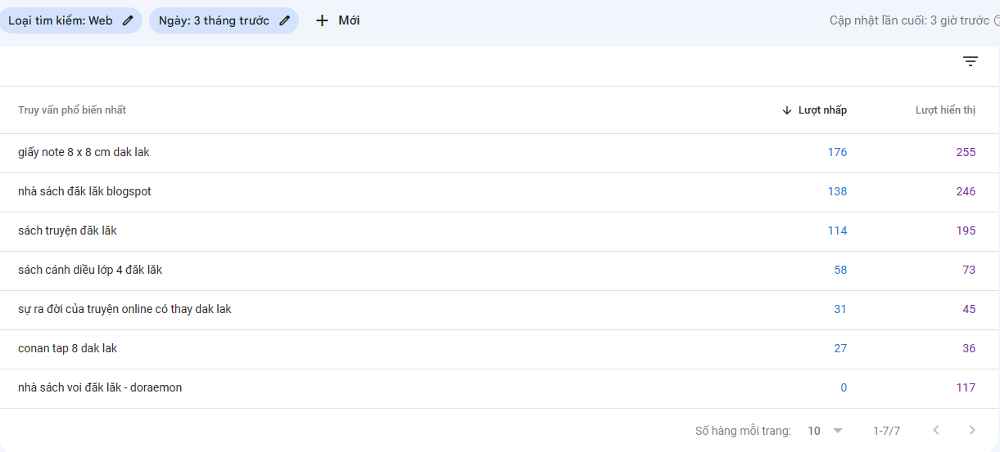 Loại tìm kiếm: Web Ngày: 3 tháng trước + Mới Cập nhật lần cuối: 3 giờ trước
Truy vấn phổ biến nhất Lượt nhấp Lượt hiển thị
giấy note 8 x 8 cm dak lak 176 255
nhà sách đăk lăk blogspot 138 246
sách truyện đăk lăk 114 195
sách cánh diều lớp 4 đăk lăk 58 73
sự ra đời của truyện online có thay dak lak 31 45
conan tap 8 dak lak 27 36
nhà sách voi đăk lăk - doraemon 0 117
Số hàng mỗi trang: 10 1-7/7